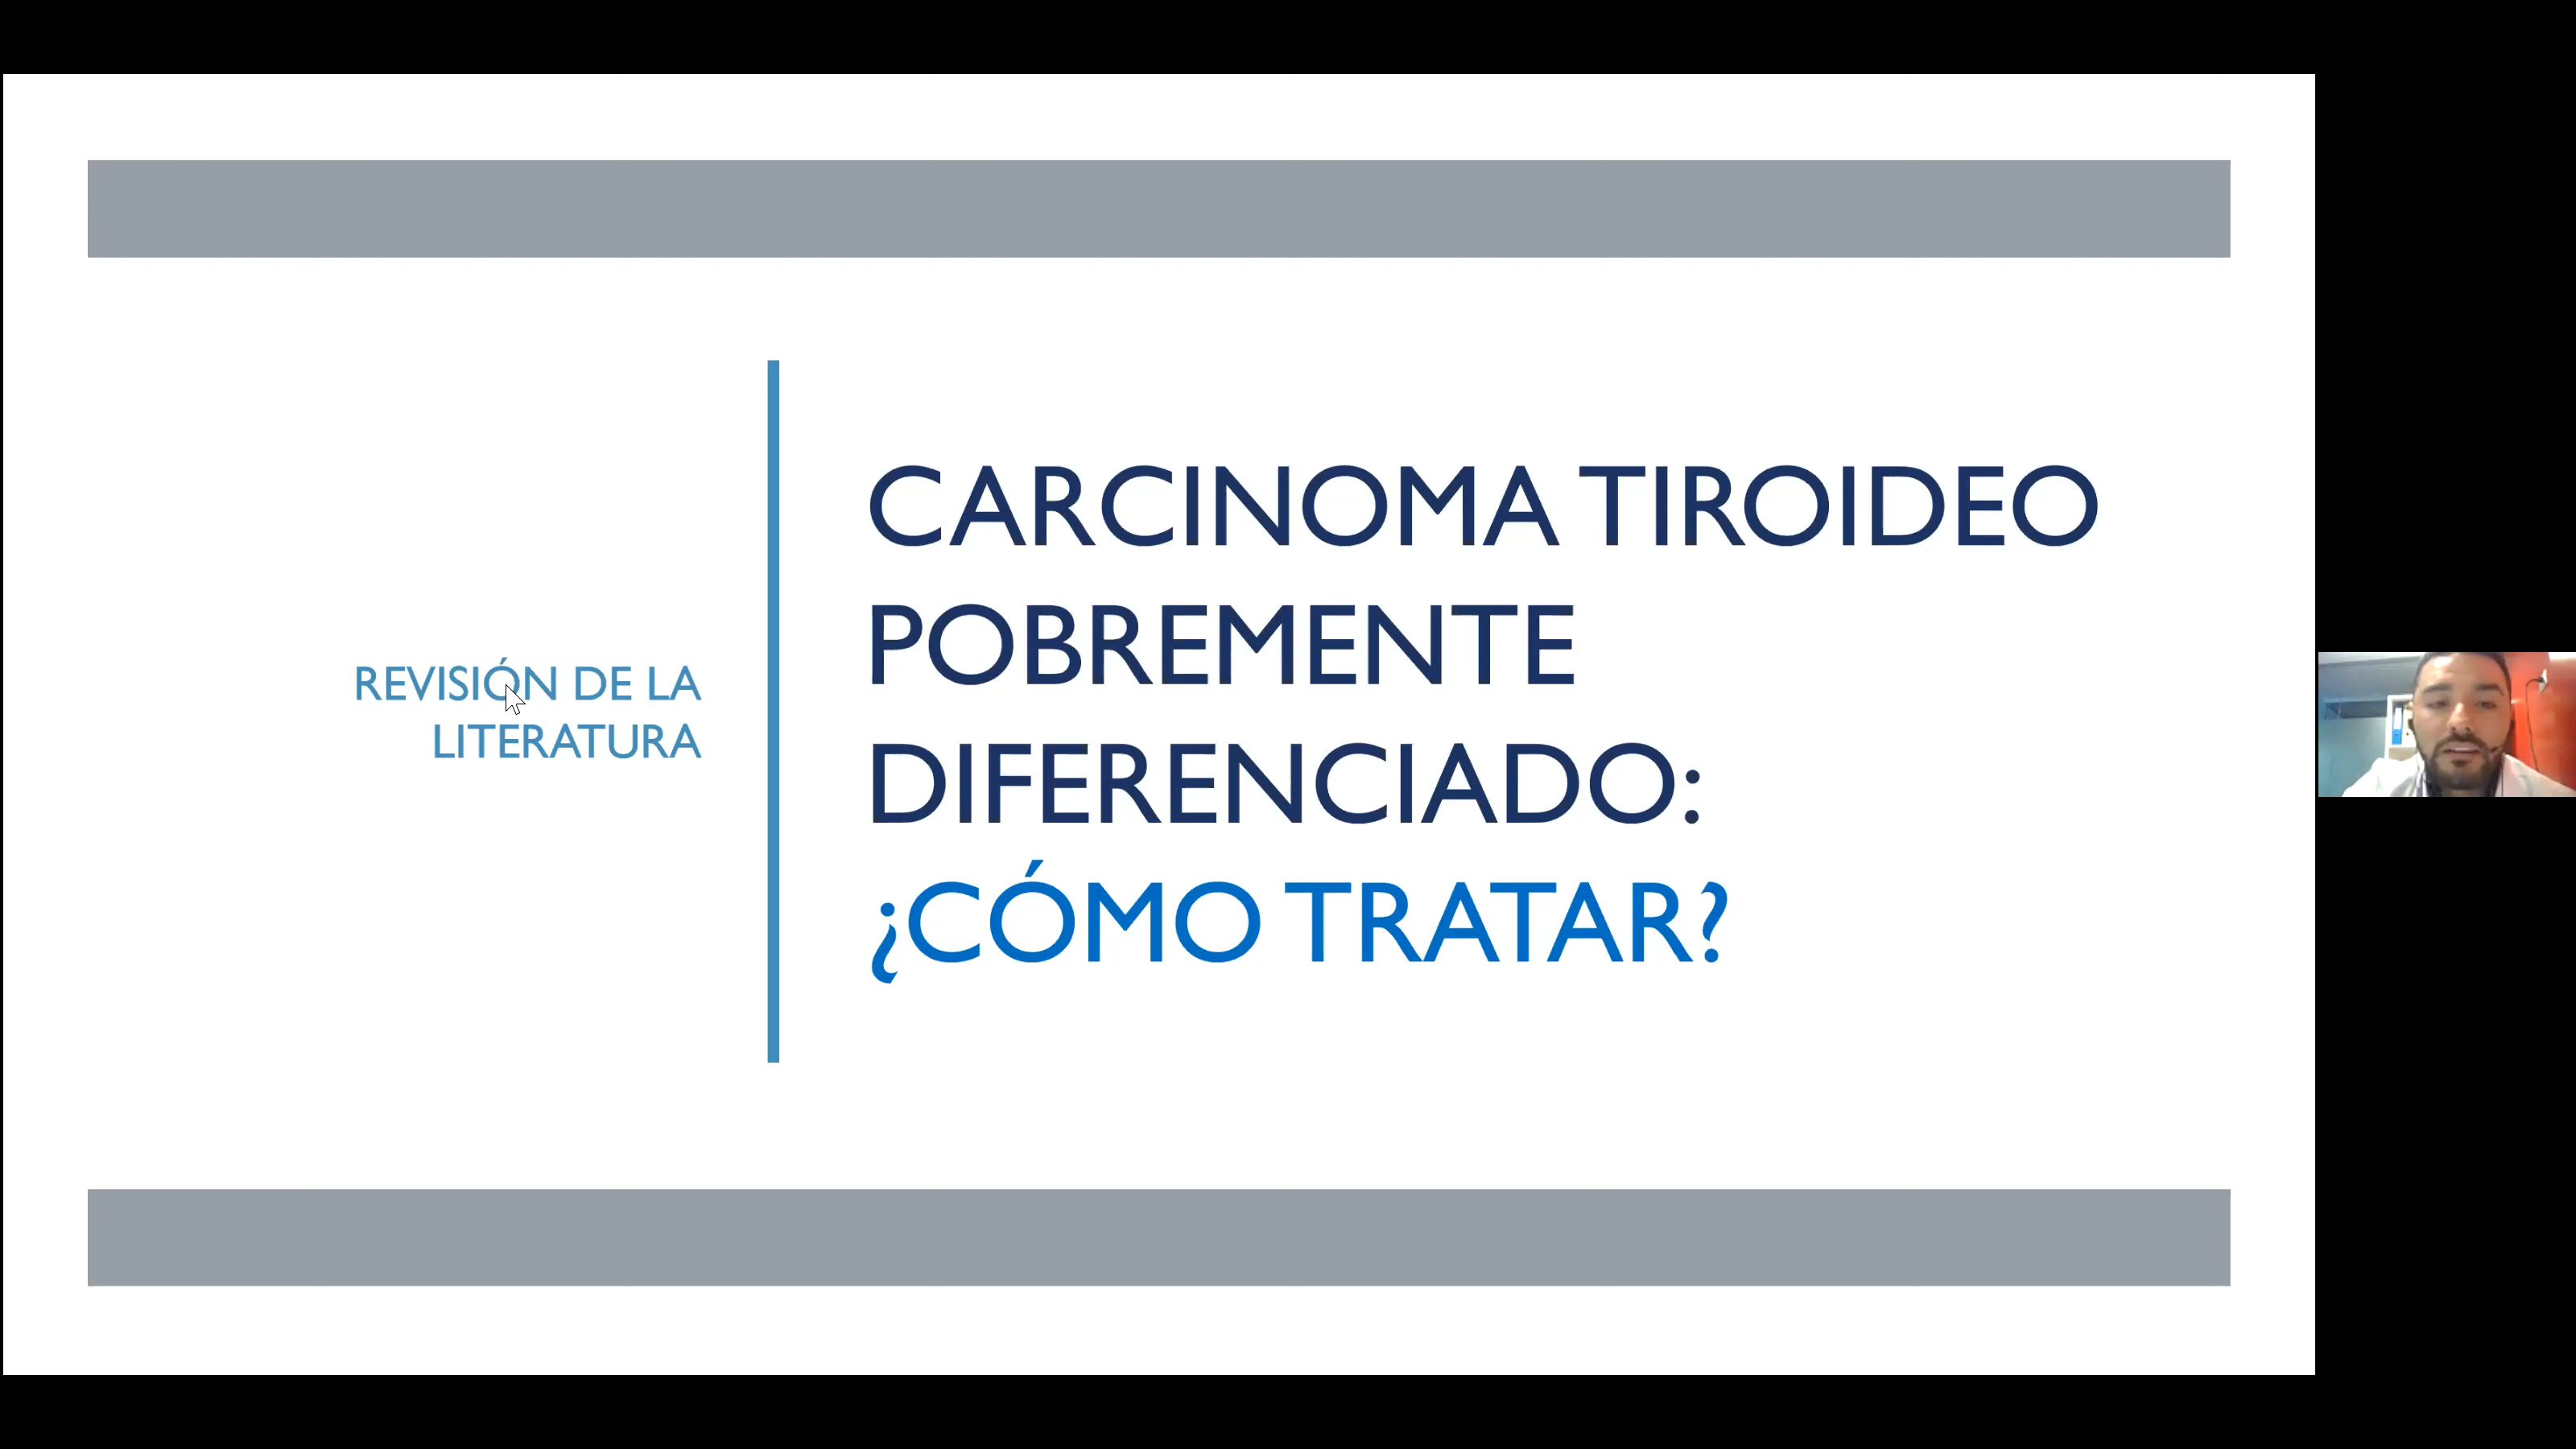 REVISIÓN DE LA
LITERATURA
CARCINOMA TIROIDEO
POBREMENTE
DIFERENCIADO:
¿CÓMO TRATAR?